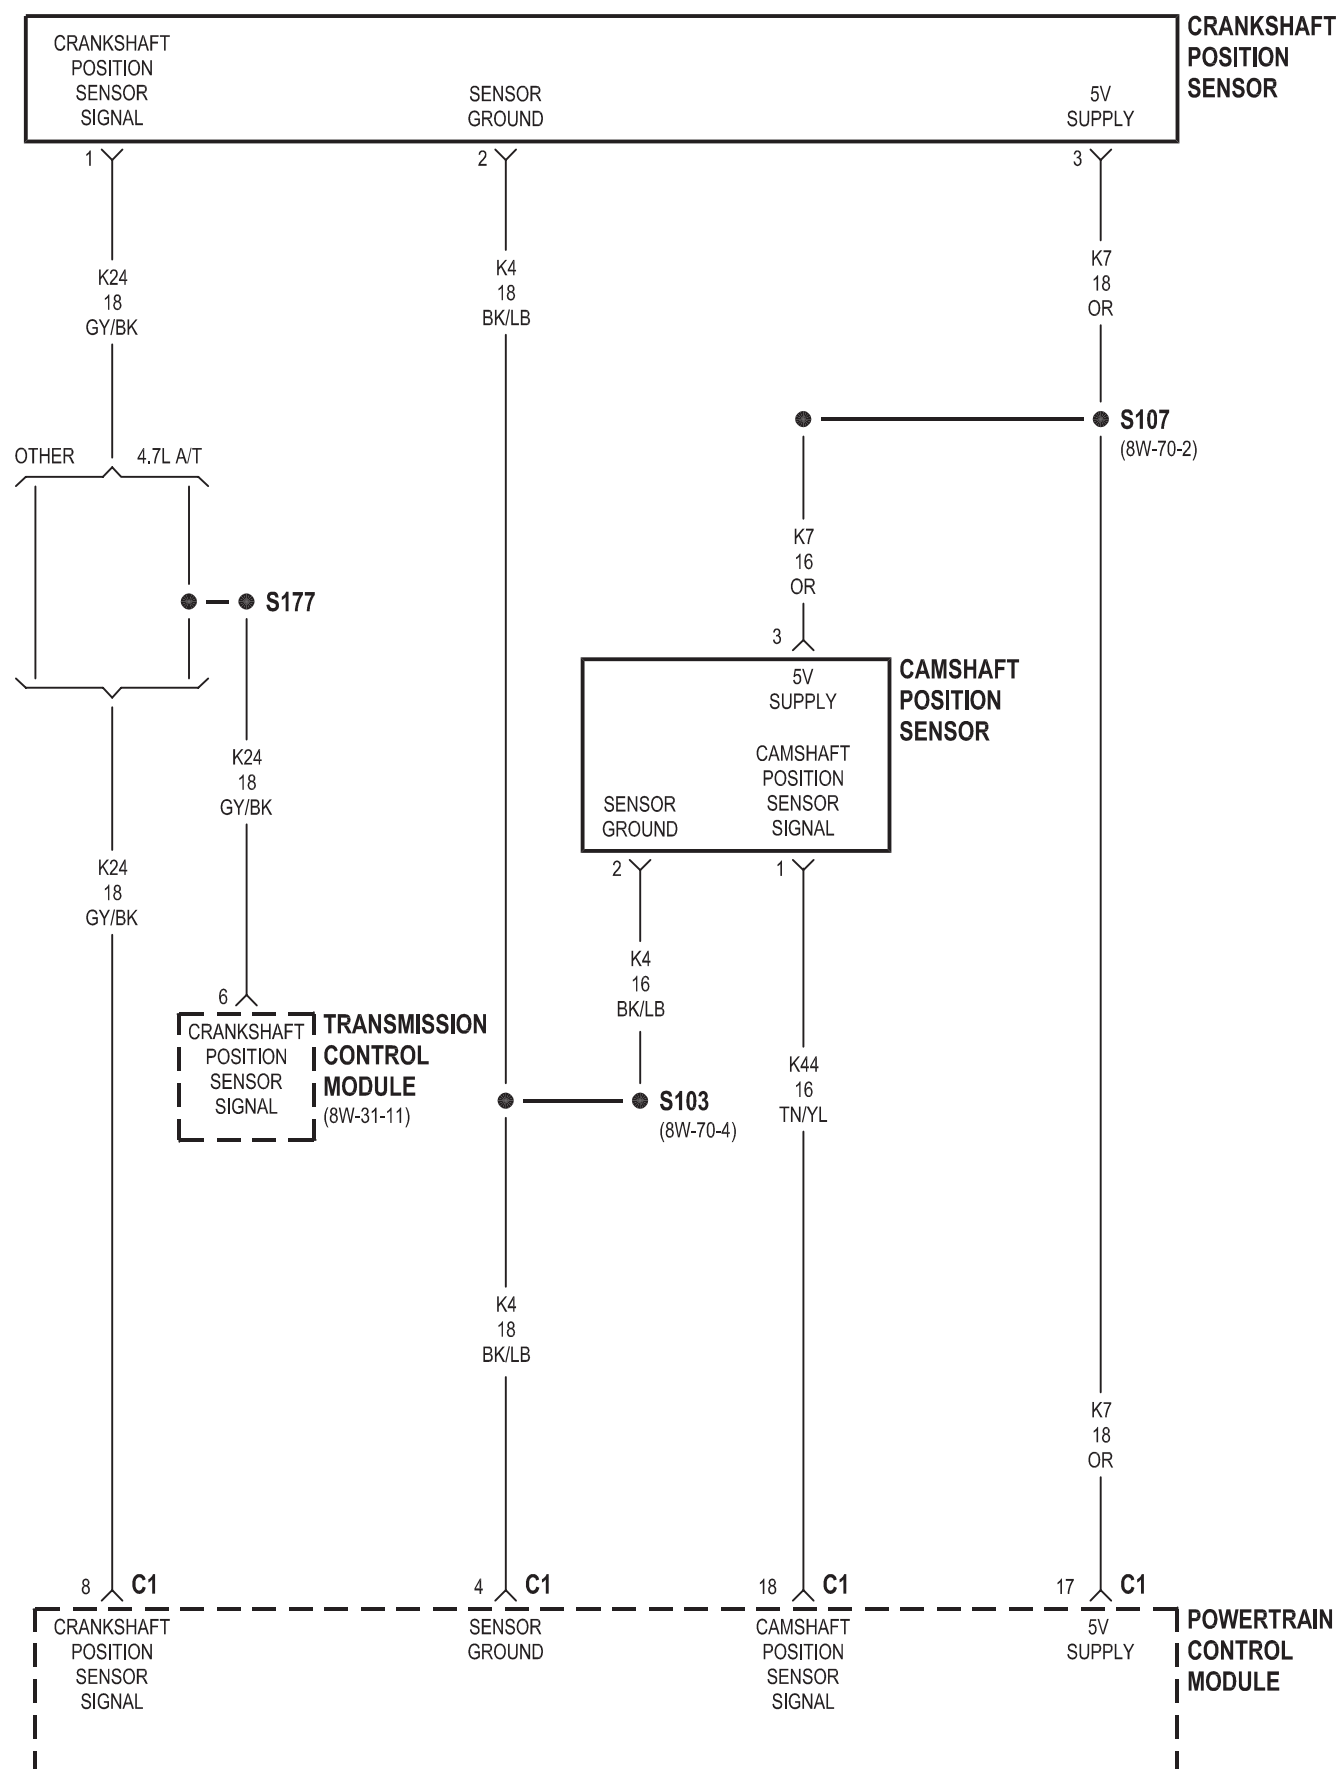 CRANKSHAFT
POSITION
SENSOR
SIGNAL
SENSOR
GROUND
5V
SUPPLY
CRANKSHAFT
POSITION
SENSOR
1
2
3
K24
18
GY/BK
K4
18
BK/LB
K7
18
OR
S107
(8W-70-2)
OTHER
4.7L A/T
S177
K7
16
OR
3
5V
SUPPLY
CAMSHAFT
POSITION
SENSOR
SIGNAL
SENSOR
GROUND
CAMSHAFT
POSITION
SENSOR
2
1
K24
18
GY/BK
K24
18
GY/BK
K4
16
BK/LB
6
CRANKSHAFT
POSITION
SENSOR
SIGNAL
TRANSMISSION
CONTROL
MODULE
(8W-31-11)
S103
(8W-70-4)
K44
16
TN/YL
K4
18
BK/LB
K7
18
OR
8
C1
4
C1
18
C1
17
C1
CRANKSHAFT
POSITION
SENSOR
SIGNAL
SENSOR
GROUND
CAMSHAFT
POSITION
SENSOR
SIGNAL
5V
SUPPLY
POWERTRAIN
CONTROL
MODULE